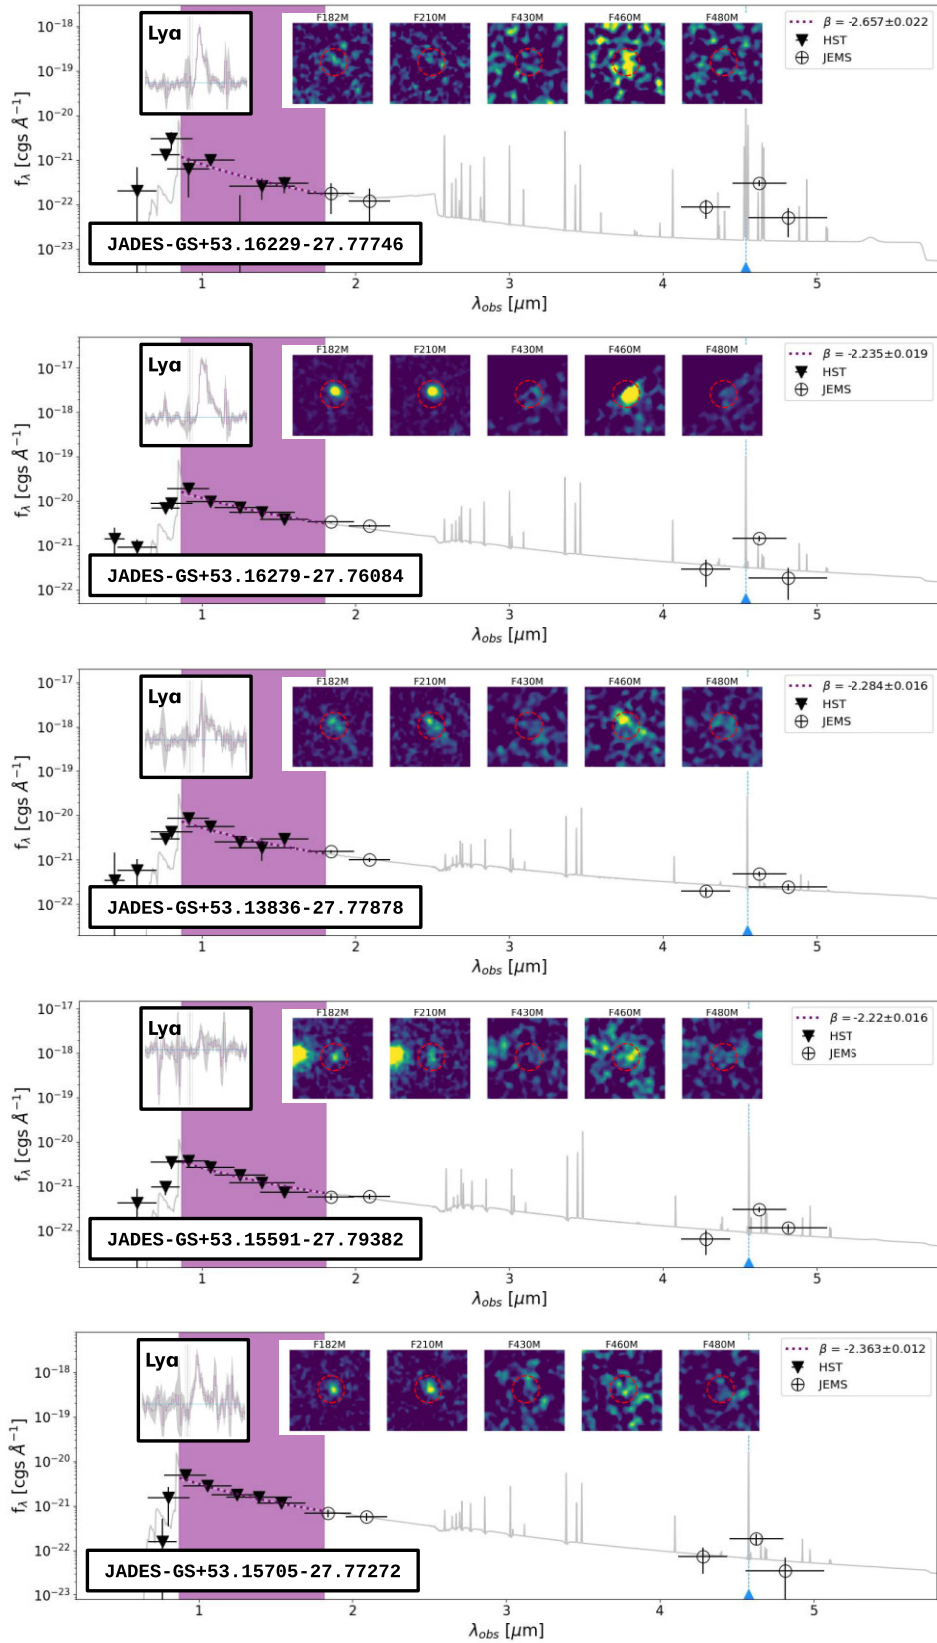 F182M F210M F430M F460M F480M
Lyα
β = -2.657±0.022
HST
JEMS
10⁻¹⁸
10⁻¹⁹
10⁻²⁰
10⁻²¹
10⁻²²
10⁻²³
f_λ [cgs Å⁻¹]
JADES-GS+53.16229-27.77746
1 2 3 4 5
λ_obs [μm]
F182M F210M F430M F460M F480M
Lyα
β = -2.235±0.019
HST
JEMS
10⁻¹⁷
10⁻¹⁸
10⁻¹⁹
10⁻²⁰
10⁻²¹
10⁻²²
f_λ [cgs Å⁻¹]
JADES-GS+53.16279-27.76084
1 2 3 4 5
λ_obs [μm]
F182M F210M F430M F460M F480M
Lyα
β = -2.284±0.016
HST
JEMS
10⁻¹⁷
10⁻¹⁸
10⁻¹⁹
10⁻²⁰
10⁻²¹
10⁻²²
f_λ [cgs Å⁻¹]
JADES-GS+53.13836-27.77878
1 2 3 4 5
λ_obs [μm]
F182M F210M F430M F460M F480M
Lyα
β = -2.22±0.016
HST
JEMS
10⁻¹⁷
10⁻¹⁸
10⁻¹⁹
10⁻²⁰
10⁻²¹
10⁻²²
f_λ [cgs Å⁻¹]
JADES-GS+53.15591-27.79382
1 2 3 4 5
λ_obs [μm]
F182M F210M F430M F460M F480M
Lyα
β = -2.363±0.012
HST
JEMS
10⁻¹⁸
10⁻¹⁹
10⁻²⁰
10⁻²¹
10⁻²²
10⁻²³
f_λ [cgs Å⁻¹]
JADES-GS+53.15705-27.77272
1 2 3 4 5
λ_obs [μm]